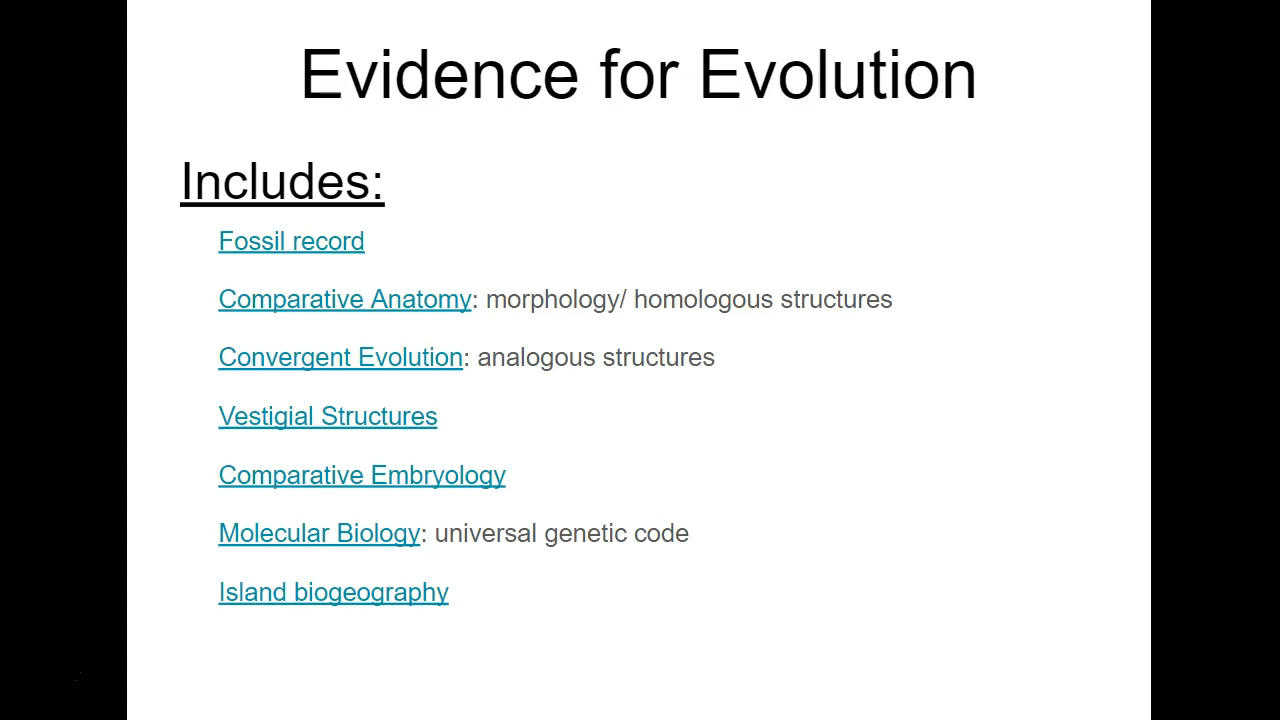 Evidence for Evolution
Includes:
Fossil record
Comparative Anatomy: morphology/ homologous structures
Convergent Evolution: analogous structures
Vestigial Structures
Comparative Embryology
Molecular Biology: universal genetic code
Island biogeography